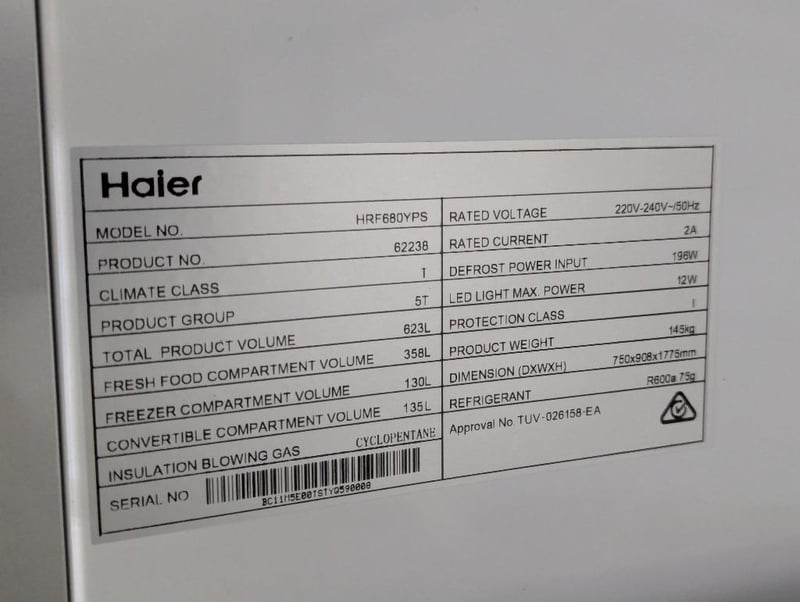 Haier
MODEL NO. HRF680YPS
PRODUCT NO. 62238
CLIMATE CLASS T
PRODUCT GROUP 5T
TOTAL PRODUCT VOLUME 623L
FRESH FOOD COMPARTMENT VOLUME 358L
FREEZER COMPARTMENT VOLUME 130L
CONVERTIBLE COMPARTMENT VOLUME 135L
INSULATION BLOWING GAS CYCLOPENTANE
SERIAL NO
BC11M5E00TSTYQ590008
RATED VOLTAGE 220V-240V~/50Hz
RATED CURRENT 2A
DEFROST POWER INPUT 196W
LED LIGHT MAX. POWER 12W
PROTECTION CLASS I
PRODUCT WEIGHT 145kg
DIMENSION (DXWXH) 750x908x1775mm
REFRIGERANT R600a 75g
Approval No. TUV-026158-EA